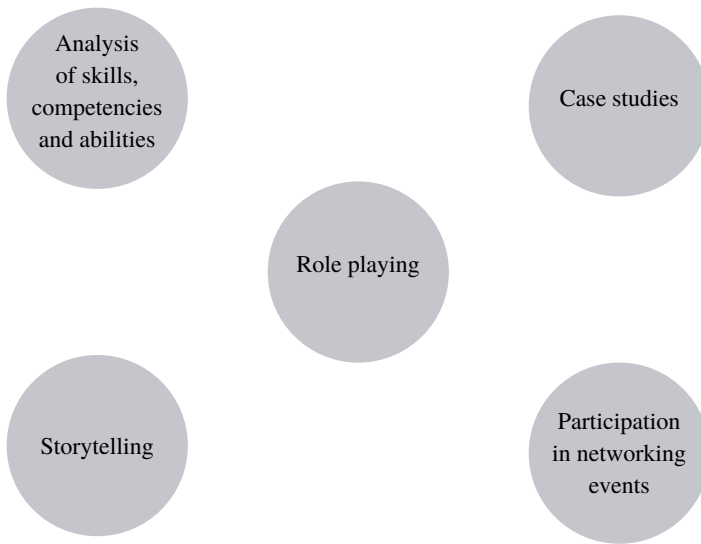 Analysis
of skills,
competencies
and abilities
Case studies
Role playing
Storytelling
Participation
in networking
events